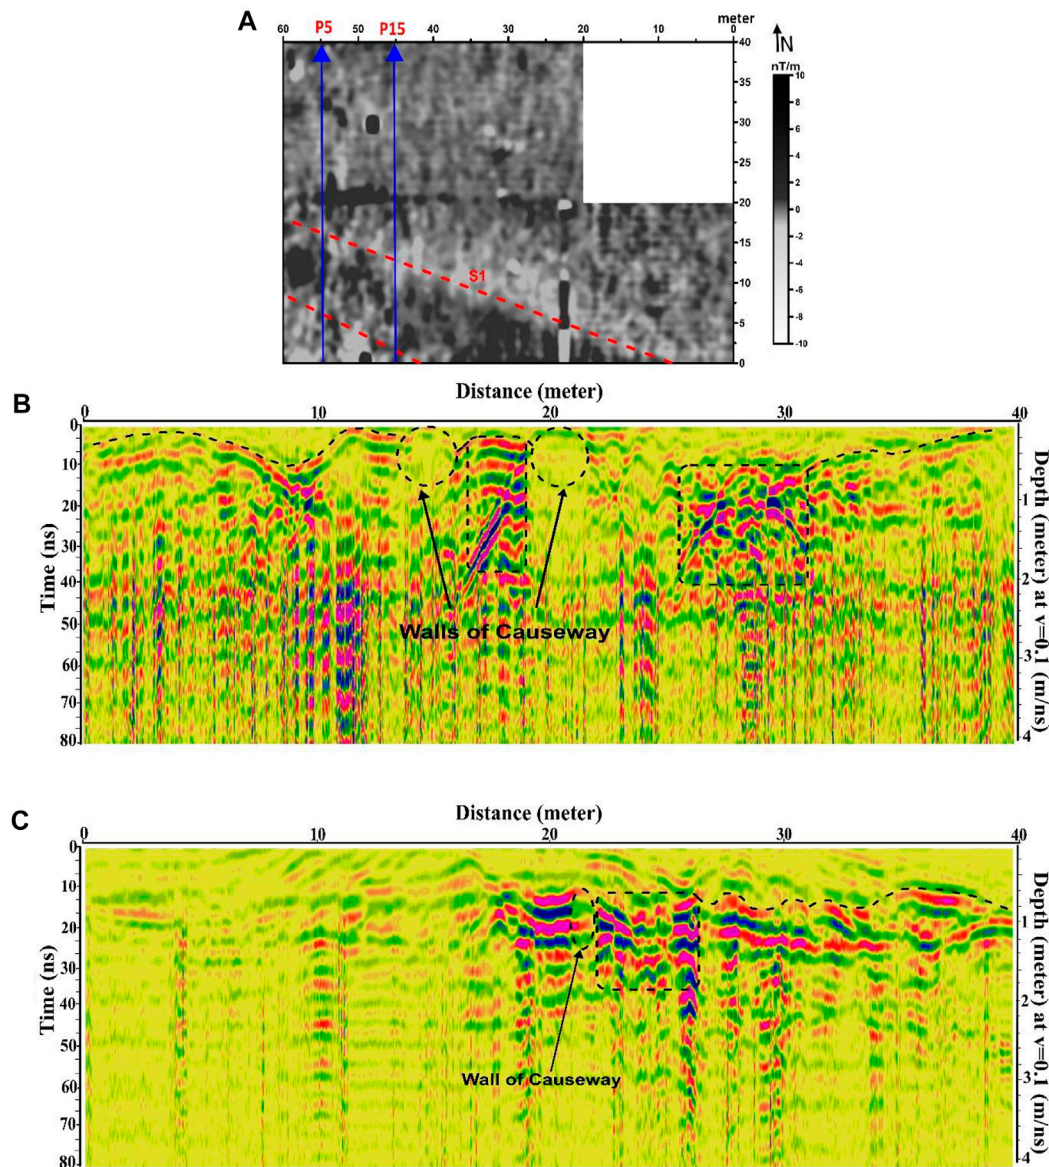 A
meter
60 P5 50 P15 40 30 20 10 0
N
nT/m
40
35
30
25
20
15
10
5
0
10
8
6
4
2
0
-2
-4
-6
-8
-10
S1
B
Distance (meter)
0 10 20 30 40
Time (ns)
0
10
20
30
40
50
60
70
80
Depth (meter) at v=0.1 (m/ns)
1
2
3
4
Walls of Causeway
C
Distance (meter)
0 10 20 30 40
Time (ns)
0
10
20
30
40
50
60
70
80
Depth (meter) at v=0.1 (m/ns)
1
2
3
4
Wall of Causeway